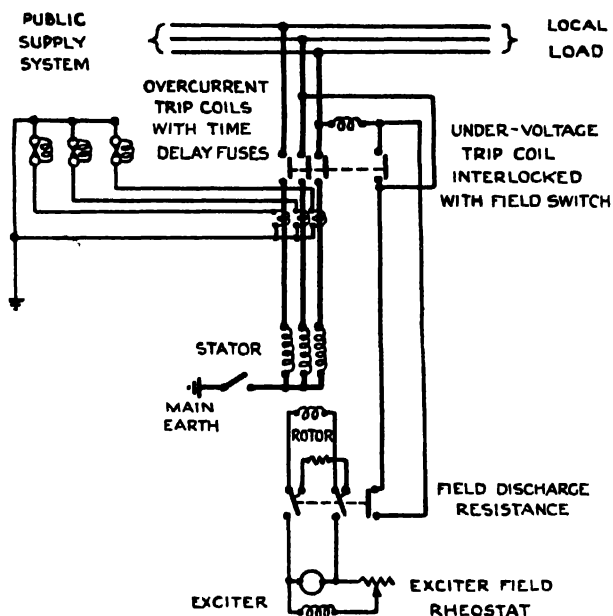 PUBLIC
SUPPLY
SYSTEM
LOCAL
LOAD
OVERCURRENT
TRIP COILS
WITH TIME
DELAY FUSES
UNDER-VOLTAGE
TRIP COIL
INTERLOCKED
WITH FIELD SWITCH
STATOR
MAIN
EARTH
ROTOR
FIELD DISCHARGE
RESISTANCE
EXCITER
EXCITER FIELD
RHEOSTAT